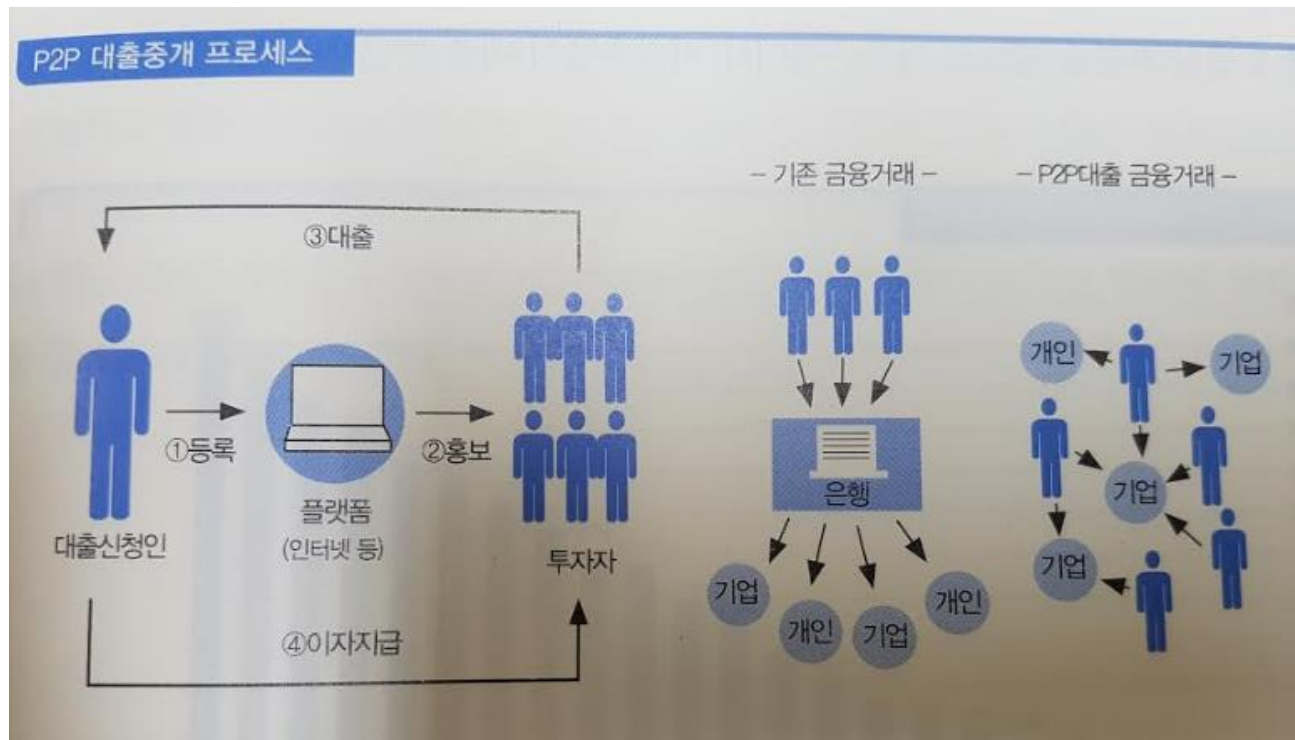 P2P 대출중개 프로세스
- 기존 금융거래 -
- P2P대출 금융거래 -
③대출
①등록
②홍보
대출신청인
플랫폼
(인터넷 등)
투자자
④이자지급
은행
기업
개인
기업
개인
개인
기업
기업
기업